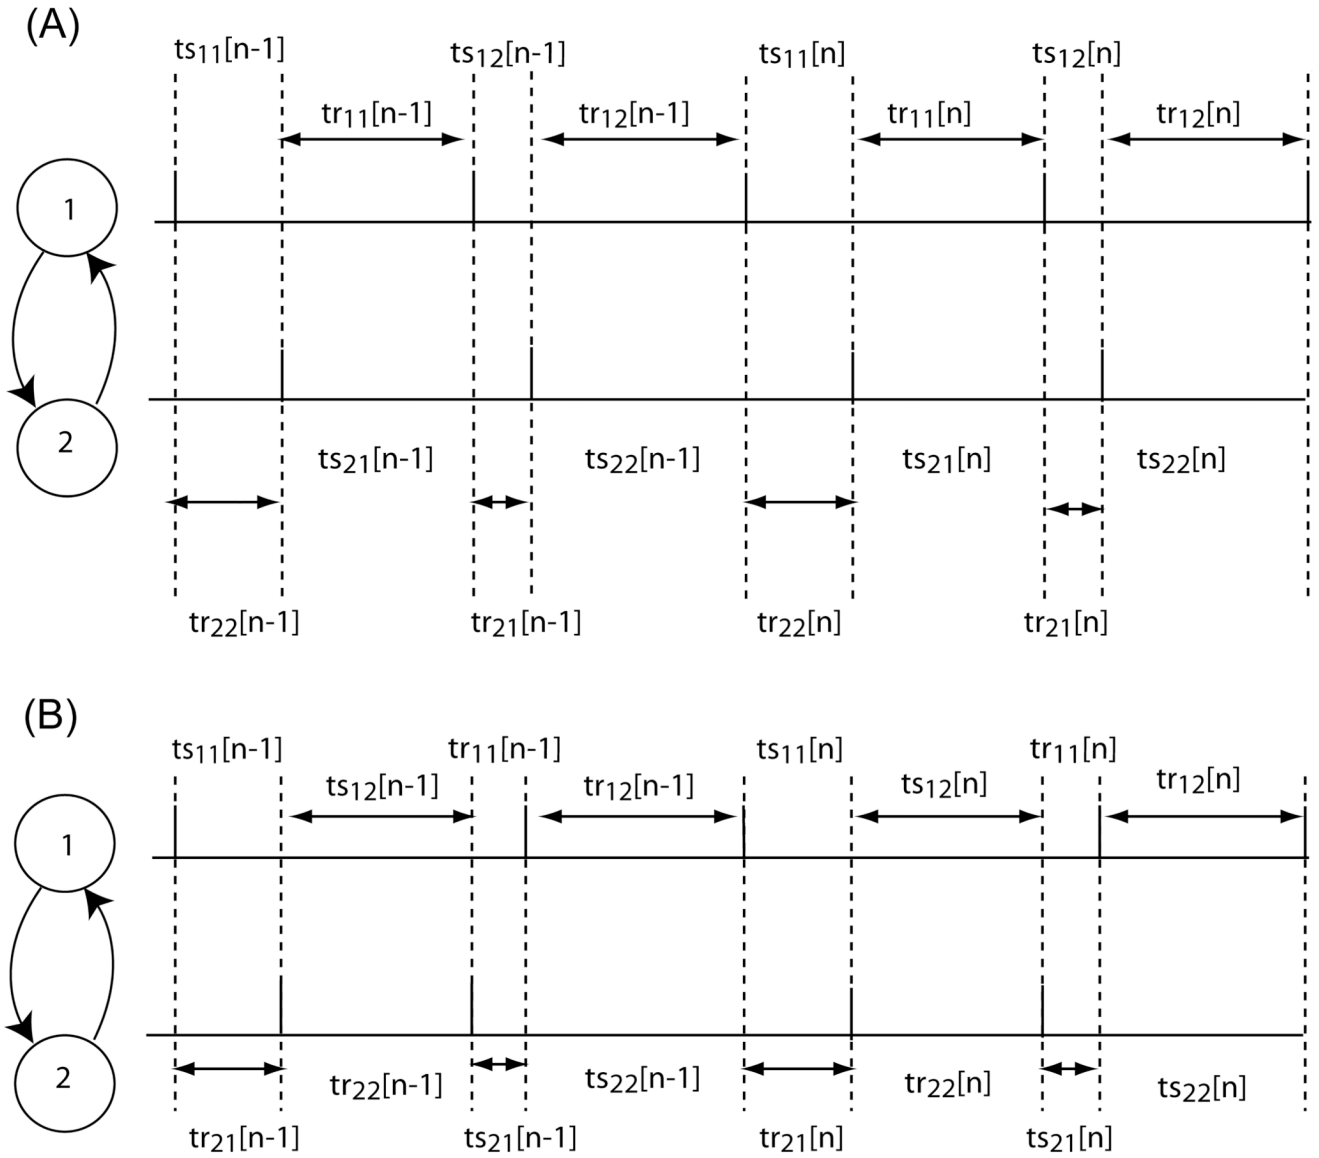 (A)
ts11[n-1] ts12[n-1] ts11[n] ts12[n]
tr11[n-1] tr12[n-1] tr11[n] tr12[n]
1
2
ts21[n-1] ts22[n-1] ts21[n] ts22[n]
tr22[n-1] tr21[n-1] tr22[n] tr21[n]
(B)
ts11[n-1] tr11[n-1] ts11[n] tr11[n]
ts12[n-1] tr12[n-1] ts12[n] tr12[n]
1
2
tr22[n-1] ts22[n-1] tr22[n] ts22[n]
tr21[n-1] ts21[n-1] tr21[n] ts21[n]